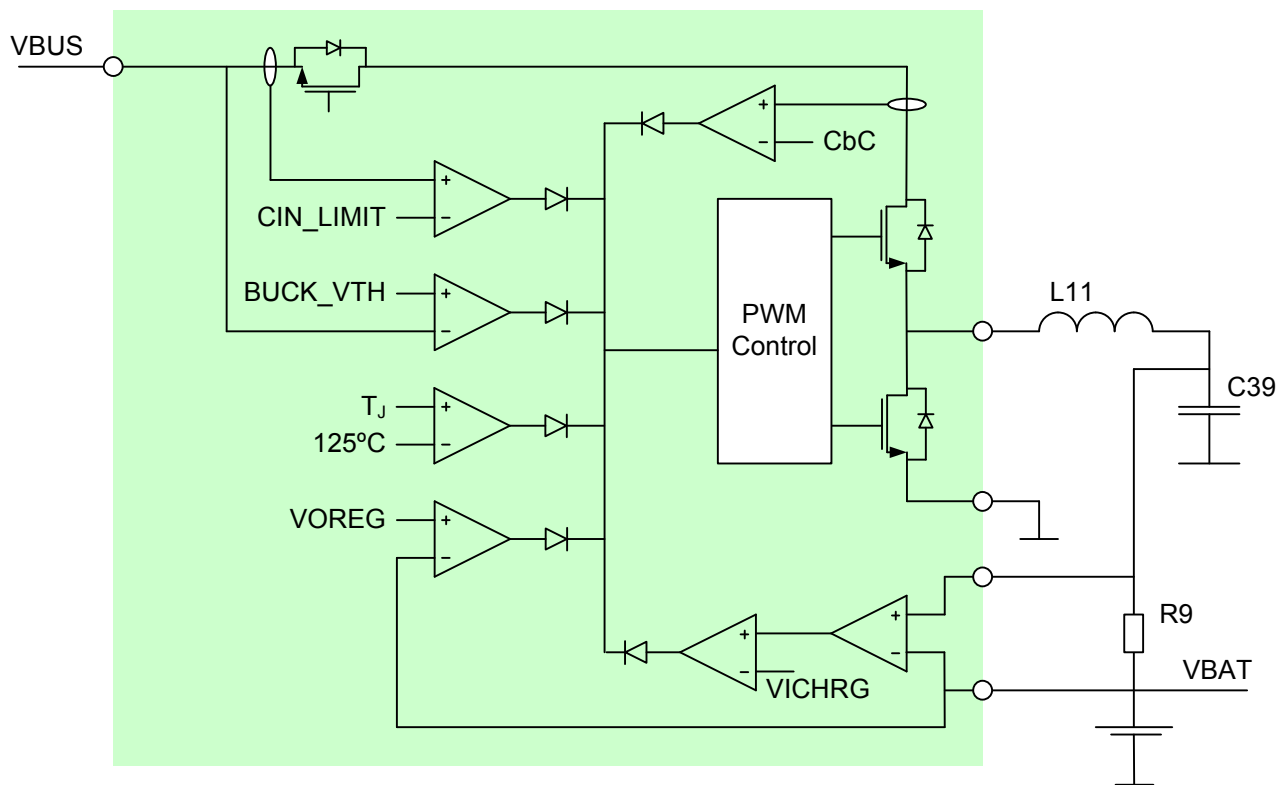 VBUS
+
−
CbC
+
−
CIN_LIMIT
+
−
BUCK_VTH
PWM
Control
L11
C39
+
−
TJ
125ºC
+
−
VOREG
+
−
VICHRG
+
−
R9
VBAT